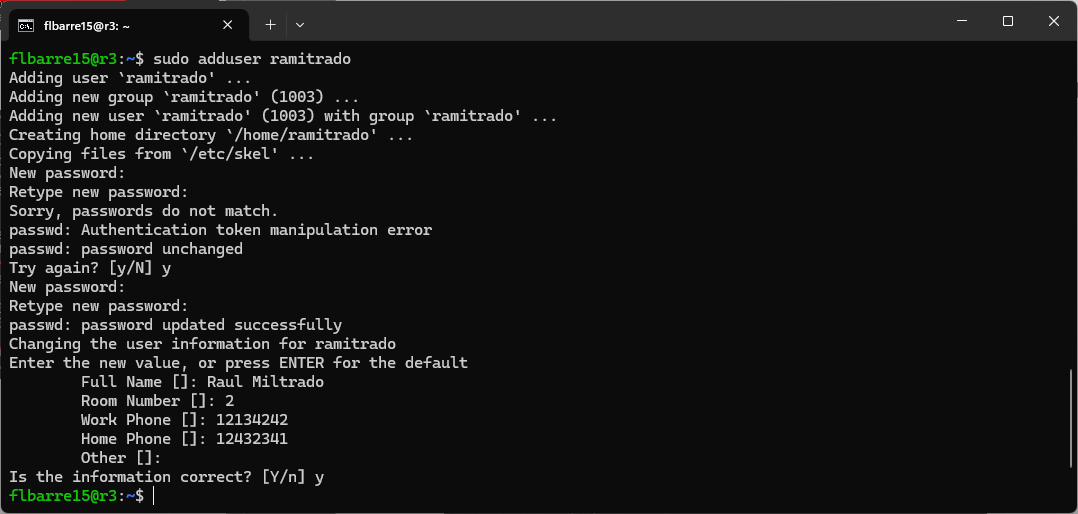 flbarre15@r3: ~
flbarre15@r3:~$ sudo adduser ramitrado
Adding user `ramitrado' ...
Adding new group `ramitrado' (1003) ...
Adding new user `ramitrado' (1003) with group `ramitrado' ...
Creating home directory `/home/ramitrado' ...
Copying files from `/etc/skel' ...
New password:
Retype new password:
Sorry, passwords do not match.
passwd: Authentication token manipulation error
passwd: password unchanged
Try again? [y/N] y
New password:
Retype new password:
passwd: password updated successfully
Changing the user information for ramitrado
Enter the new value, or press ENTER for the default
Full Name []: Raul Miltrado
Room Number []: 2
Work Phone []: 12134242
Home Phone []: 12432341
Other []:
Is the information correct? [Y/n] y
flbarre15@r3:~$